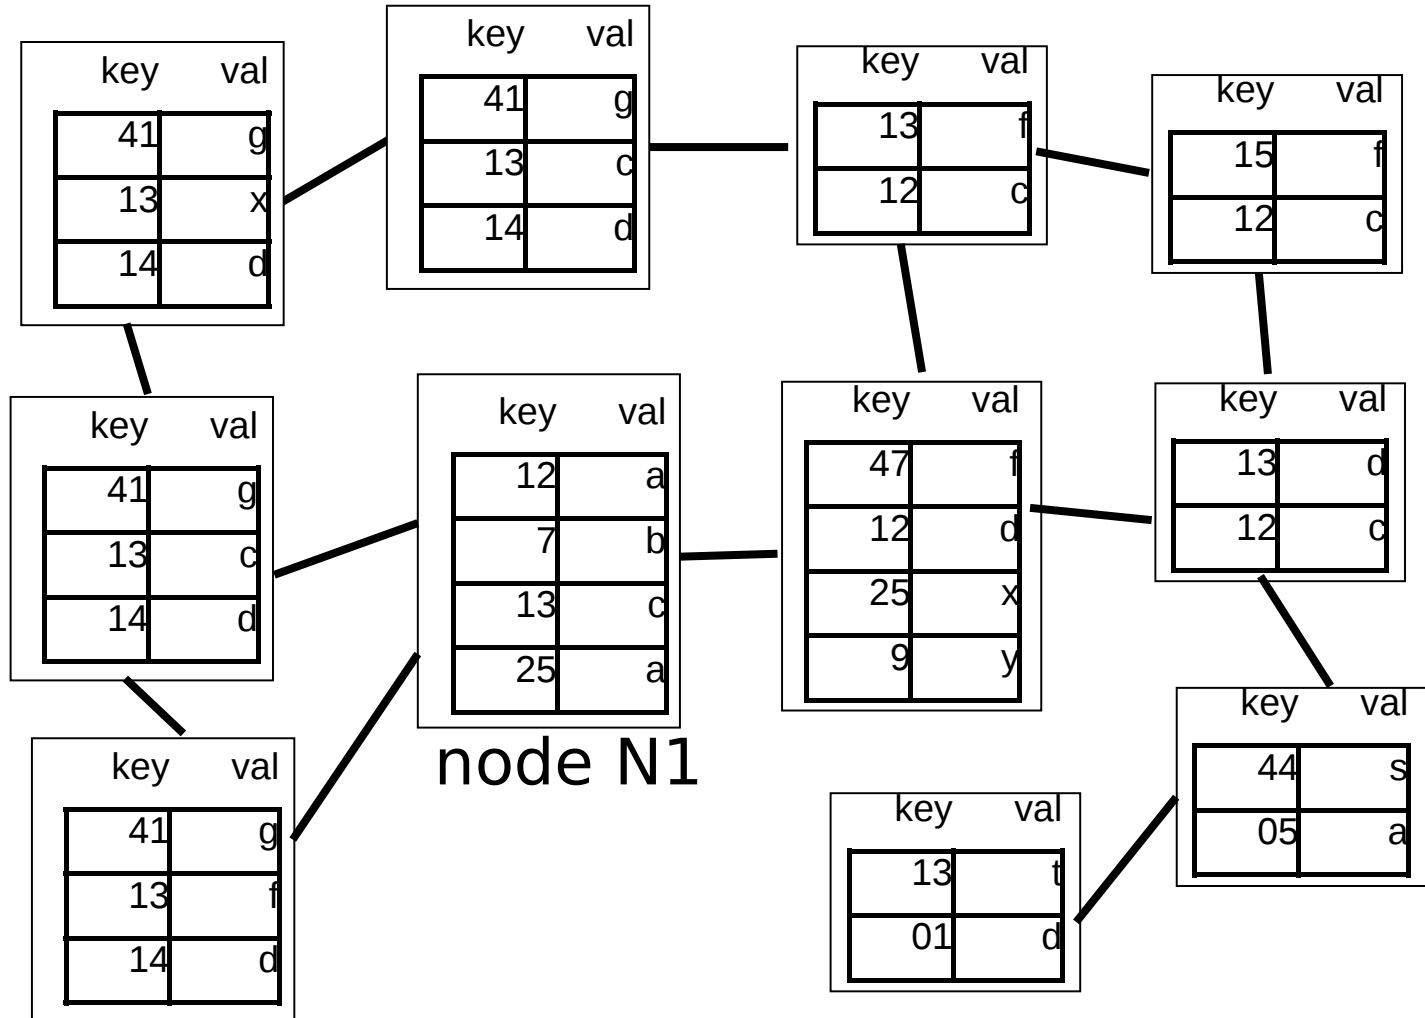 key val
41 g
13 x
14 d
key val
41 g
13 c
14 d
key val
13 f
12 c
key val
15 f
12 c
key val
41 g
13 c
14 d
key val
12 a
7 b
13 c
25 a
node N1
key val
47 f
12 d
25 x
9 y
key val
13 d
12 c
key val
41 g
13 f
14 d
key val
13 t
01 d
key val
44 s
05 a